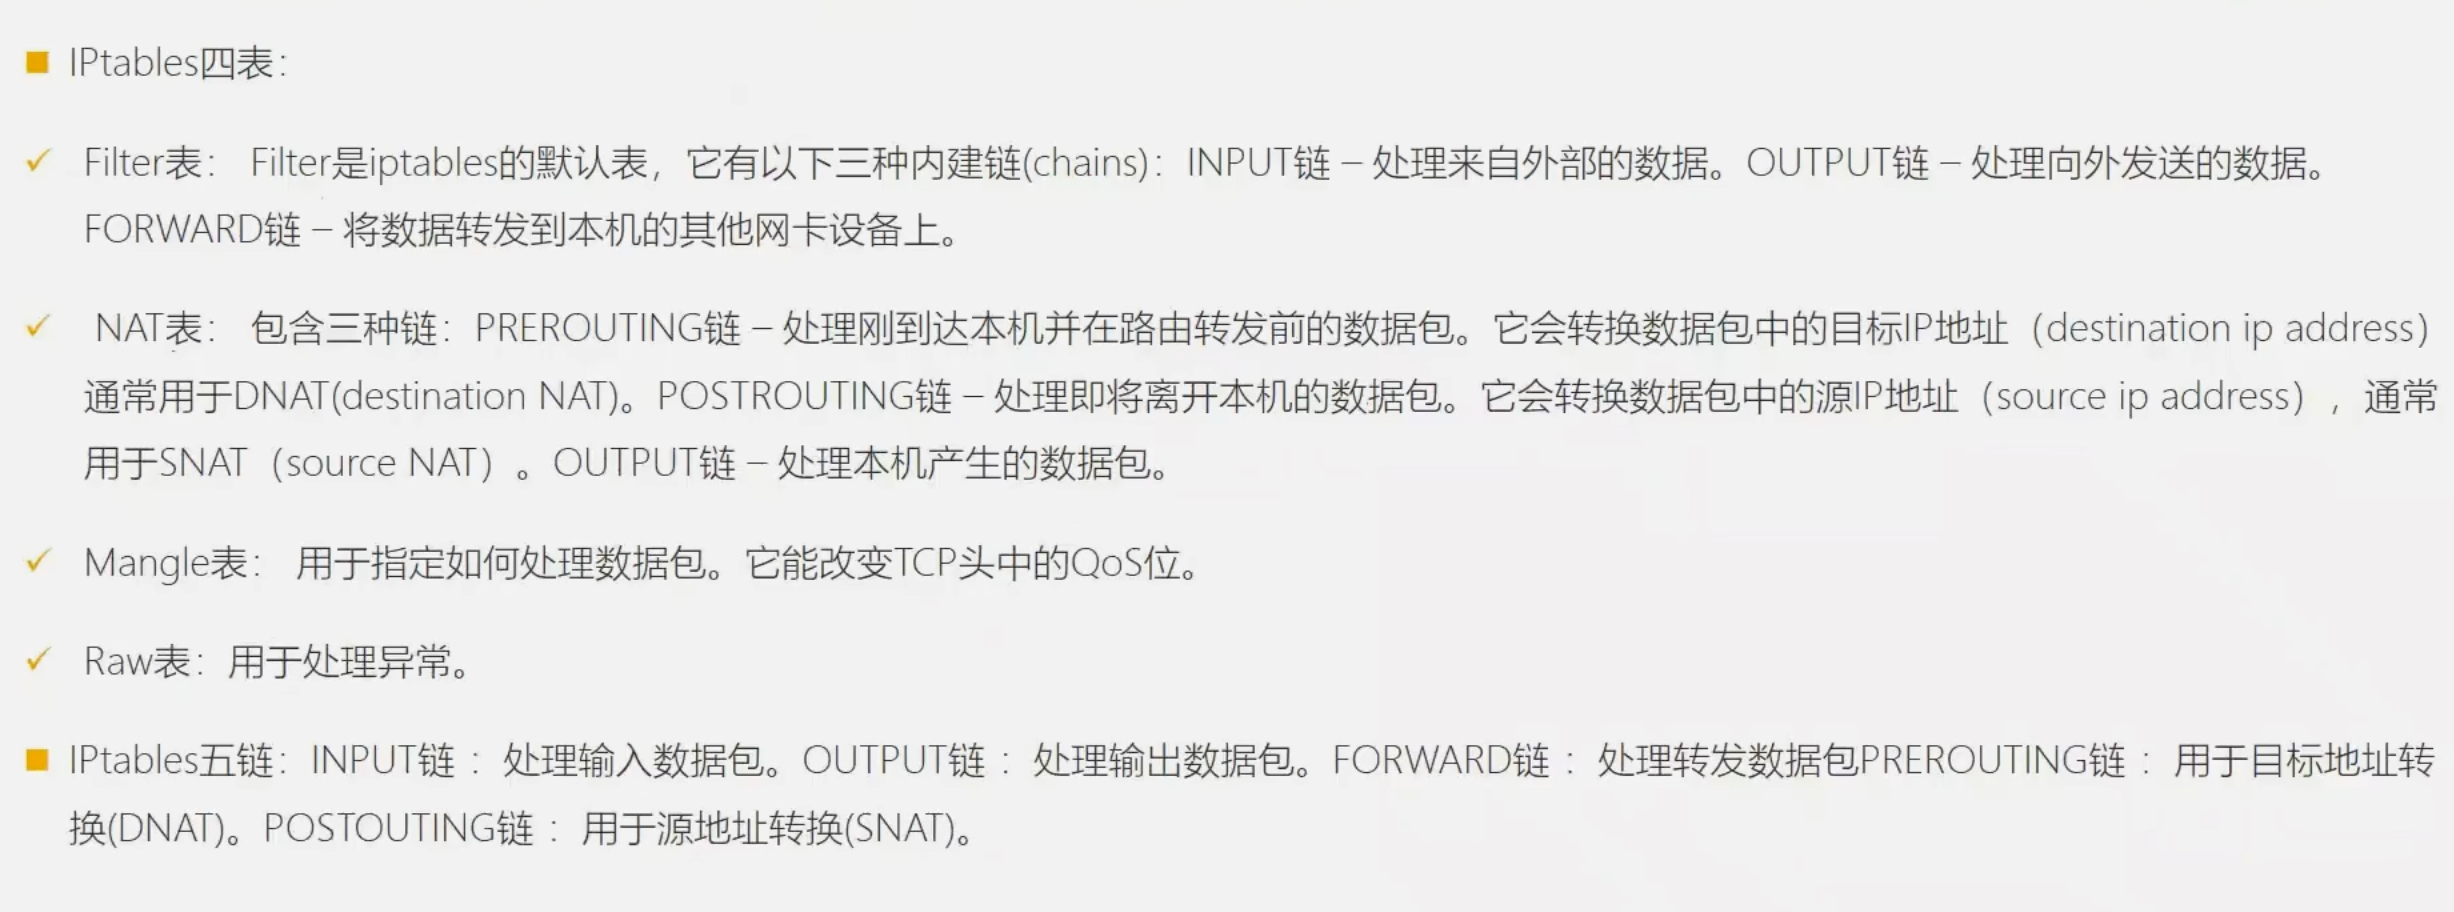 IPtables四表：
Filter表： Filter是iptables的默认表，它有以下三种内建链(chains)：INPUT链 – 处理来自外部的数据。OUTPUT链 – 处理向外发送的数据。
FORWARD链 – 将数据转发到本机的其他网卡设备上。
NAT表： 包含三种链：PREROUTING链 – 处理刚到达本机并在路由转发前的数据包。它会转换数据包中的目标IP地址（destination ip address）
通常用于DNAT(destination NAT)。POSTROUTING链 – 处理即将离开本机的数据包。它会转换数据包中的源IP地址（source ip address），通常
用于SNAT（source NAT）。OUTPUT链 – 处理本机产生的数据包。
Mangle表： 用于指定如何处理数据包。它能改变TCP头中的QoS位。
Raw表：用于处理异常。
IPtables五链：INPUT链 ：处理输入数据包。OUTPUT链 ：处理输出数据包。FORWARD链 ：处理转发数据包PREROUTING链 ：用于目标地址转
换(DNAT)。POSTOUTING链 ：用于源地址转换(SNAT)。